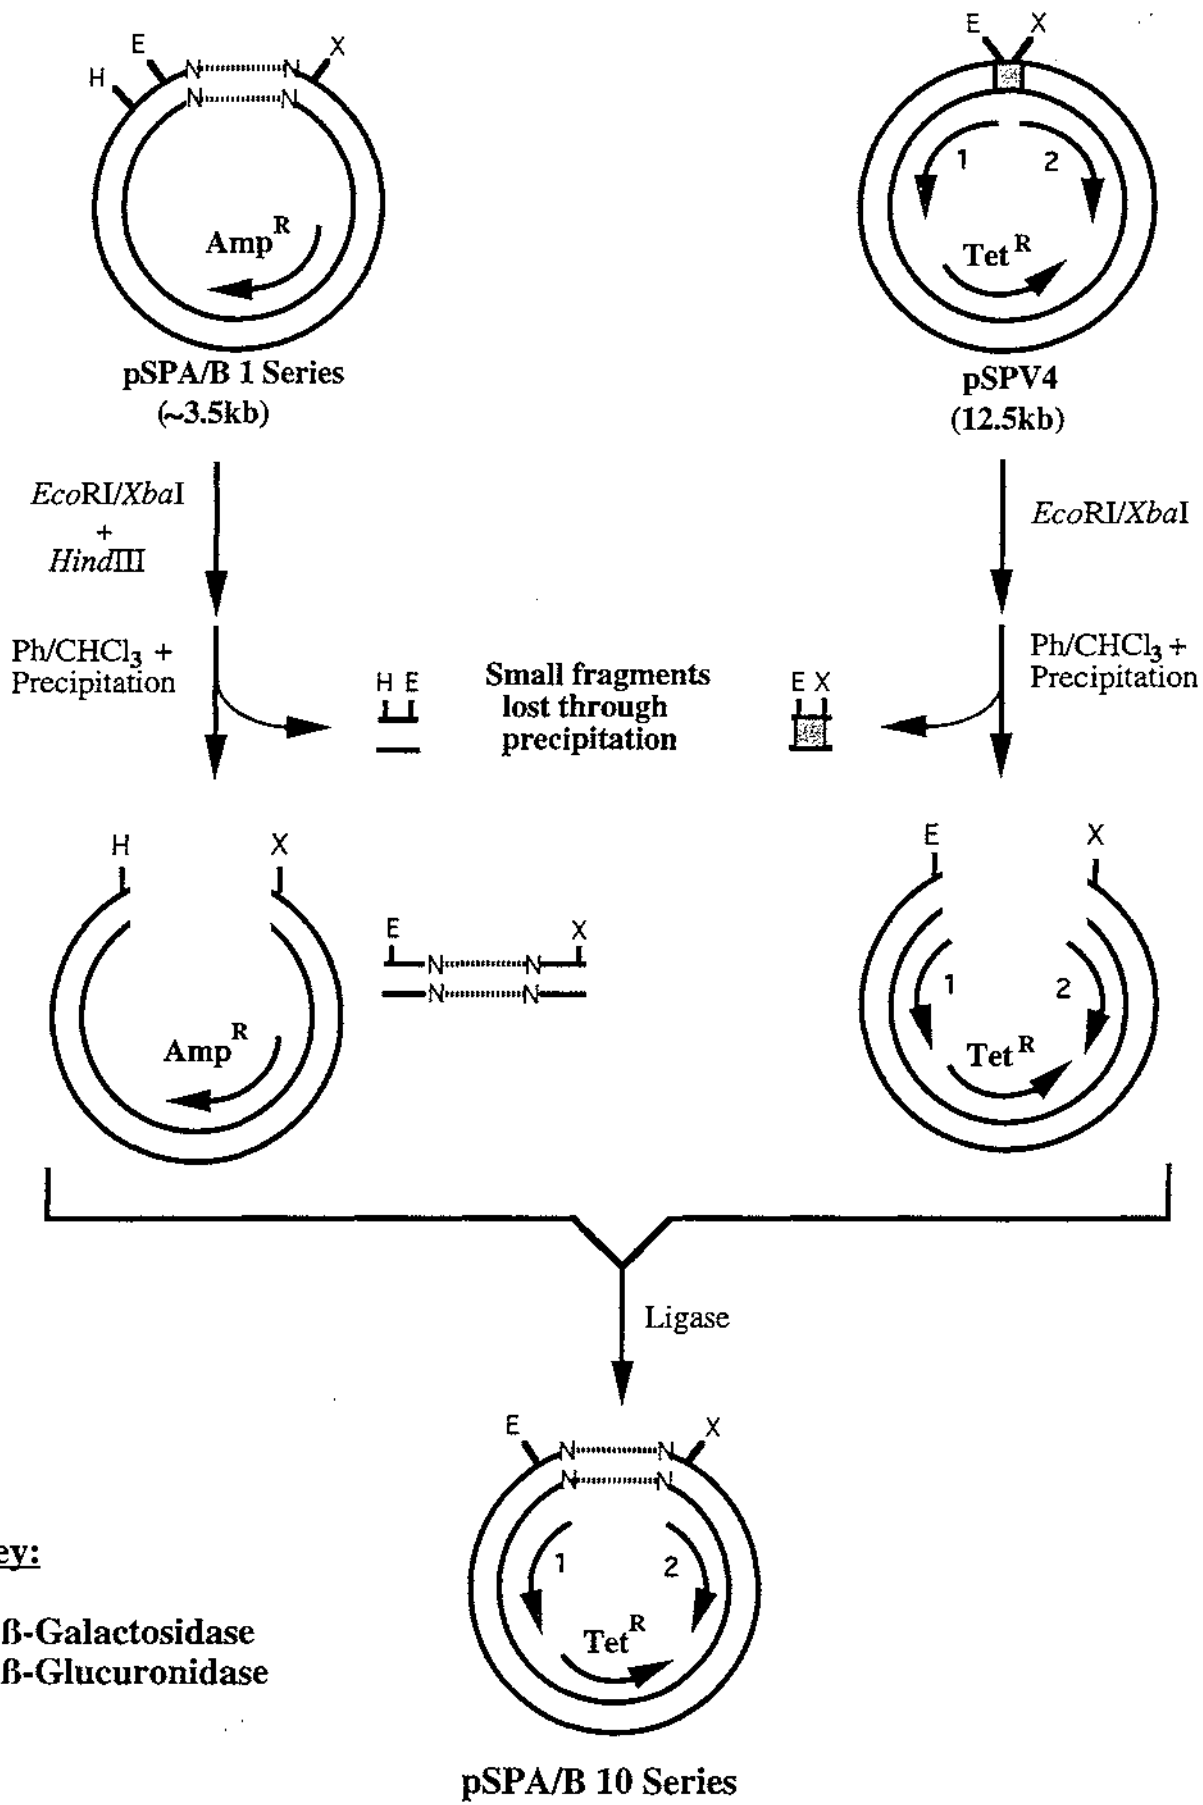 E
X
H
N
N
N
N
Amp R
pSPA/B 1 Series
(~3.5kb)
E
X
1
2
Tet R
pSPV4
(12.5kb)
EcoRI/XbaI
+
HindIII
EcoRI/XbaI
Ph/CHCl3 +
Precipitation
H E
Small fragments
lost through
precipitation
E X
Ph/CHCl3 +
Precipitation
H
X
Amp R
E
X
N
N
N
N
E
X
1
2
Tet R
Ligase
E
X
N
N
N
N
1
2
Tet R
ey:
ß-Galactosidase
ß-Glucuronidase
pSPA/B 10 Series